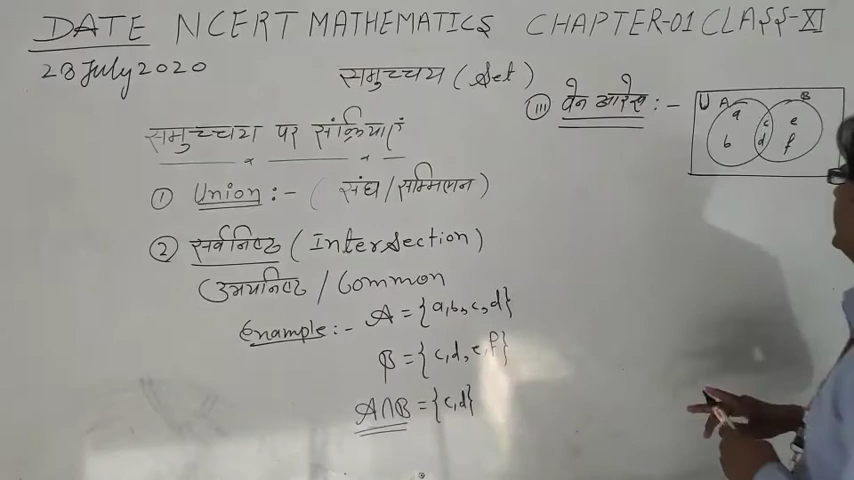 DATE NCERT MATHEMATICS CHAPTER-01 CLASS-XI
28 July 2020
समुच्चय (Set)
समुच्चय पर संक्रियाएं
① Union :- ( संघ / सम्मिलन )
② सर्वनिष्ठ ( InterSection )
उभयनिष्ठ / Common
Example :- A = {a,b,c,d}
B = {c,d,e,f}
A∩B = {c,d}
(iii) वेन आरेख :-
U A B
a c e
b d f